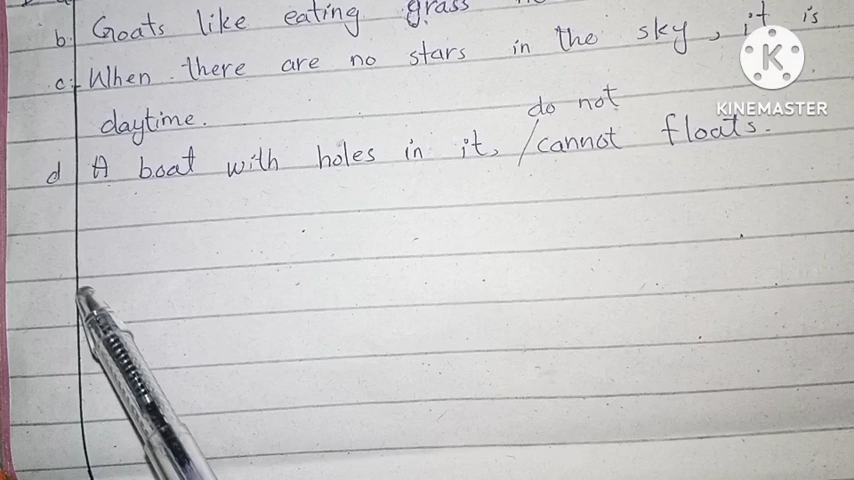 b. Goats like eating grass
c. When there are no stars in the sky, it is
KINEMASTER
daytime.
do not
d A boat with holes in it, /cannot floats.